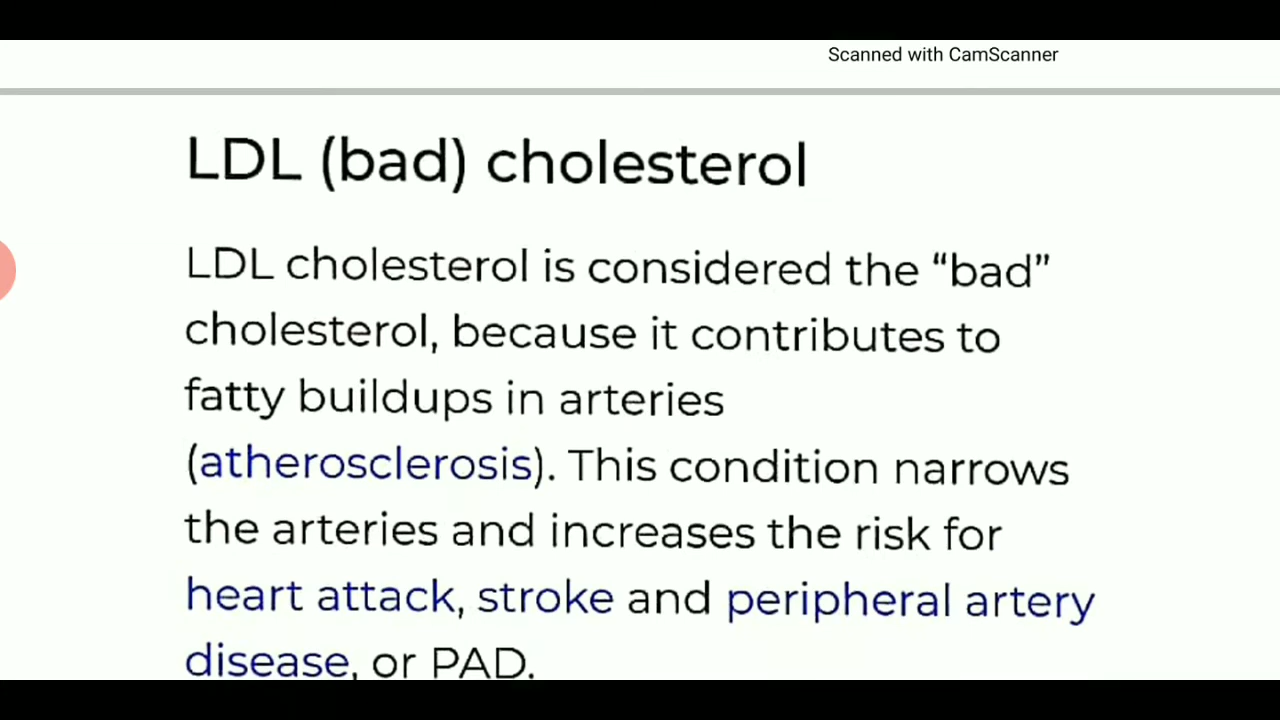 Scanned with CamScanner
LDL (bad) cholesterol
LDL cholesterol is considered the “bad”
cholesterol, because it contributes to
fatty buildups in arteries
(atherosclerosis). This condition narrows
the arteries and increases the risk for
heart attack, stroke and peripheral artery
disease, or PAD.